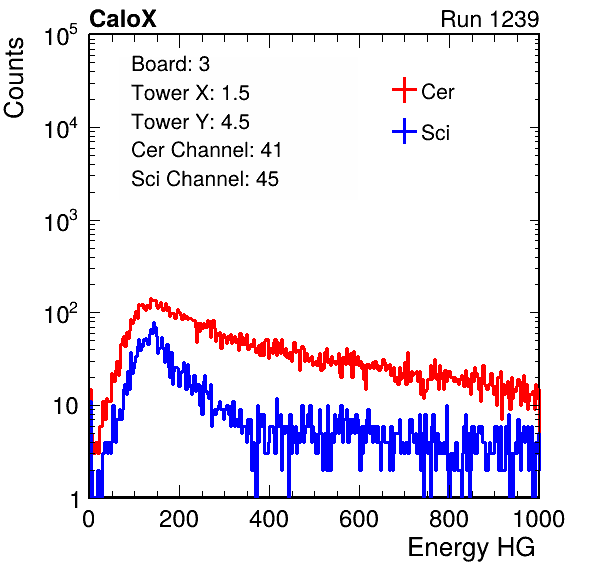 CaloX Run 1239
Counts
10^5
10^4
10^3
10^2
10
1
Board: 3
Tower X: 1.5
Tower Y: 4.5
Cer Channel: 41
Sci Channel: 45
Cer
Sci
0 200 400 600 800 1000
Energy HG